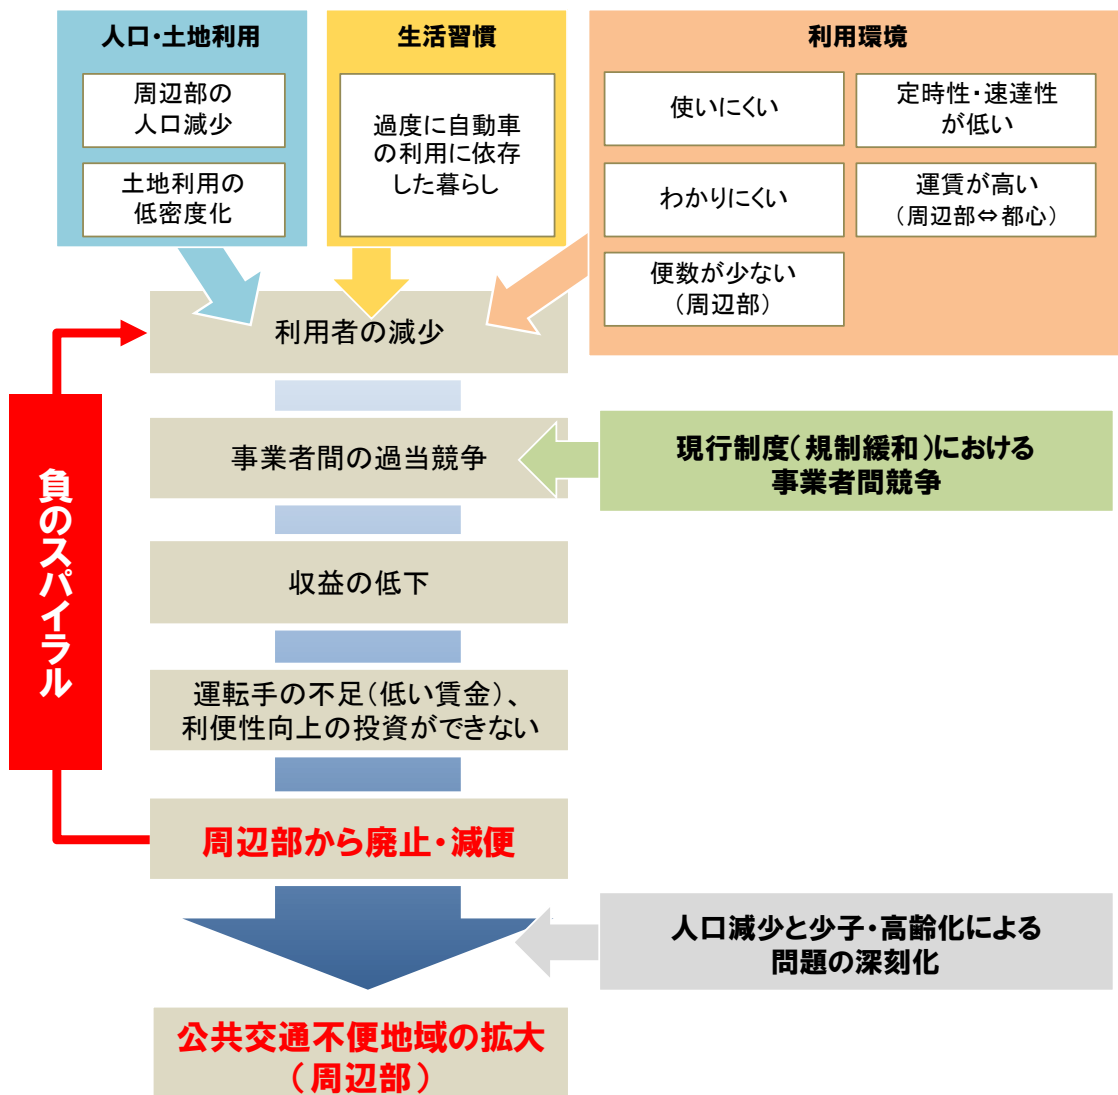 人口・土地利用
周辺部の
人口減少
土地利用の
低密度化
生活習慣
過度に自動車
の利用に依存
した暮らし
利用環境
使いにくい
定時性・速達性
が低い
わかりにくい
運賃が高い
（周辺部⇔都心）
便数が少ない
（周辺部）
利用者の減少
事業者間の過当競争
現行制度（規制緩和）における
事業者間競争
収益の低下
運転手の不足（低い賃金）、
利便性向上の投資ができない
周辺部から廃止・減便
負のスパイラル
人口減少と少子・高齢化による
問題の深刻化
公共交通不便地域の拡大
（周辺部）